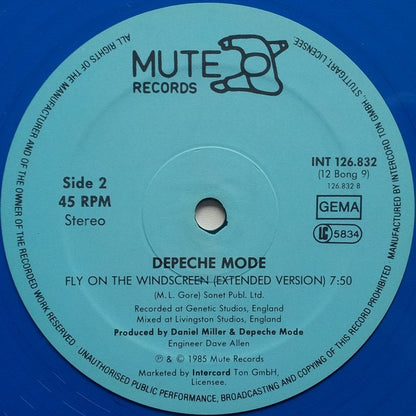 MUTE
RECORDS
Side 2
45 RPM
Stereo
INT 126.832
(12 Bong 9)
126.832 B
GEMA
LC 5834
DEPECHE MODE
FLY ON THE WINDSCREEN (EXTENDED VERSION) 7:50
(M. L. Gore) Sonet Publ. Ltd.
Recorded at Genetic Studios, England
Mixed at Livingston Studios, England
Produced by Daniel Miller & Depeche Mode
Engineer Dave Allen
℗ & © 1985 Mute Records
Marketed by Intercord Ton GmbH,
Licensee.
ALL RIGHTS OF THE MANUFACTURER AND OF THE OWNER OF THE RECORDED WORK RESERVED
UNAUTHORISED PUBLIC PERFORMANCE, BROADCASTING AND COPYING OF THIS RECORD PROHIBITED
MANUFACTURED BY INTERCORD TON GMBH., STUTTGART, LICENSEE